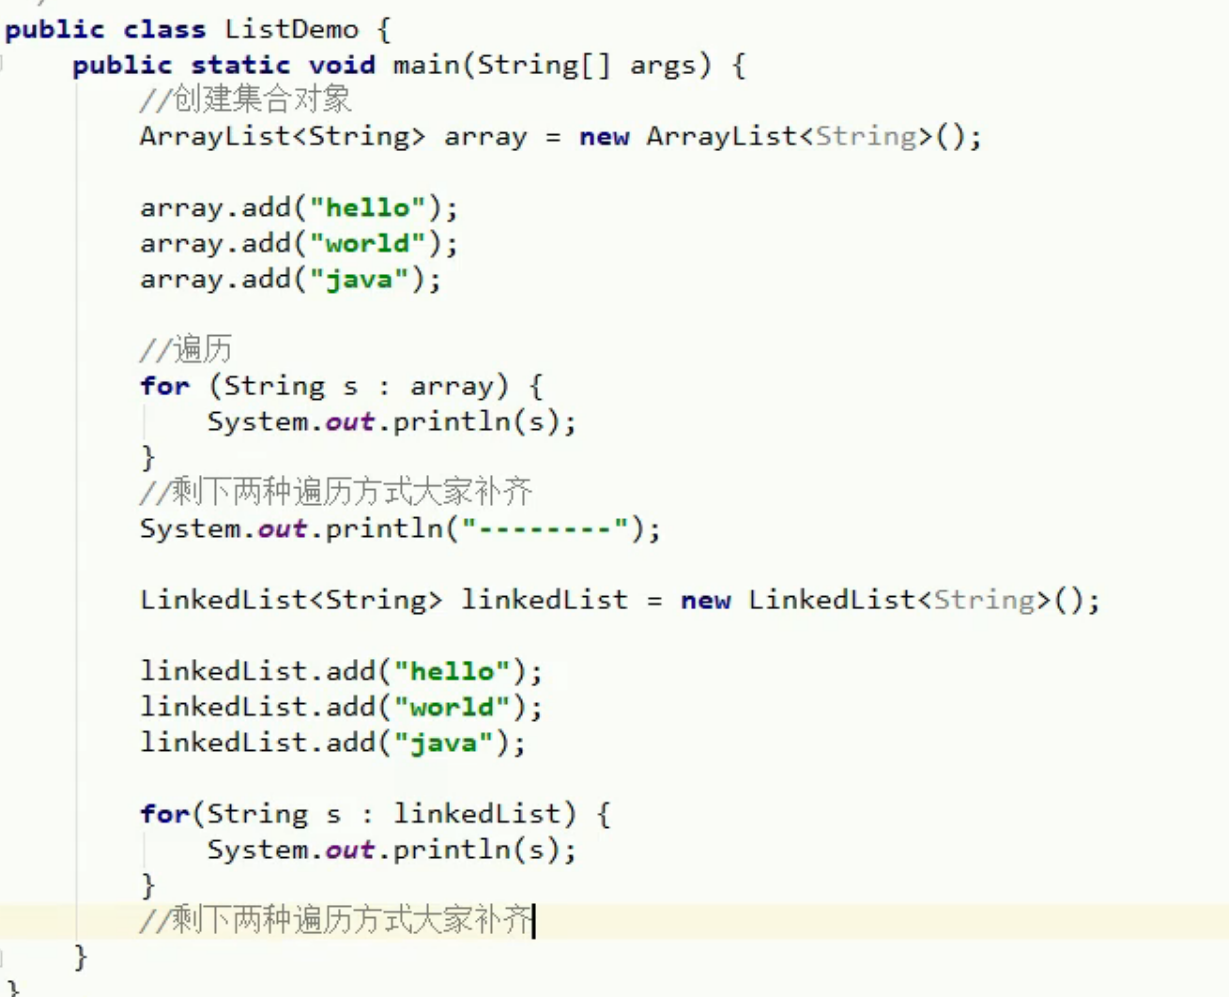 public class ListDemo {
public static void main(String[] args) {
//创建集合对象
ArrayList<String> array = new ArrayList<String>();
array.add("hello");
array.add("world");
array.add("java");
//遍历
for (String s : array) {
System.out.println(s);
}
//剩下两种遍历方式大家补齐
System.out.println("--------");
LinkedList<String> linkedList = new LinkedList<String>();
linkedList.add("hello");
linkedList.add("world");
linkedList.add("java");
for(String s : linkedList) {
System.out.println(s);
}
//剩下两种遍历方式大家补齐
}
}